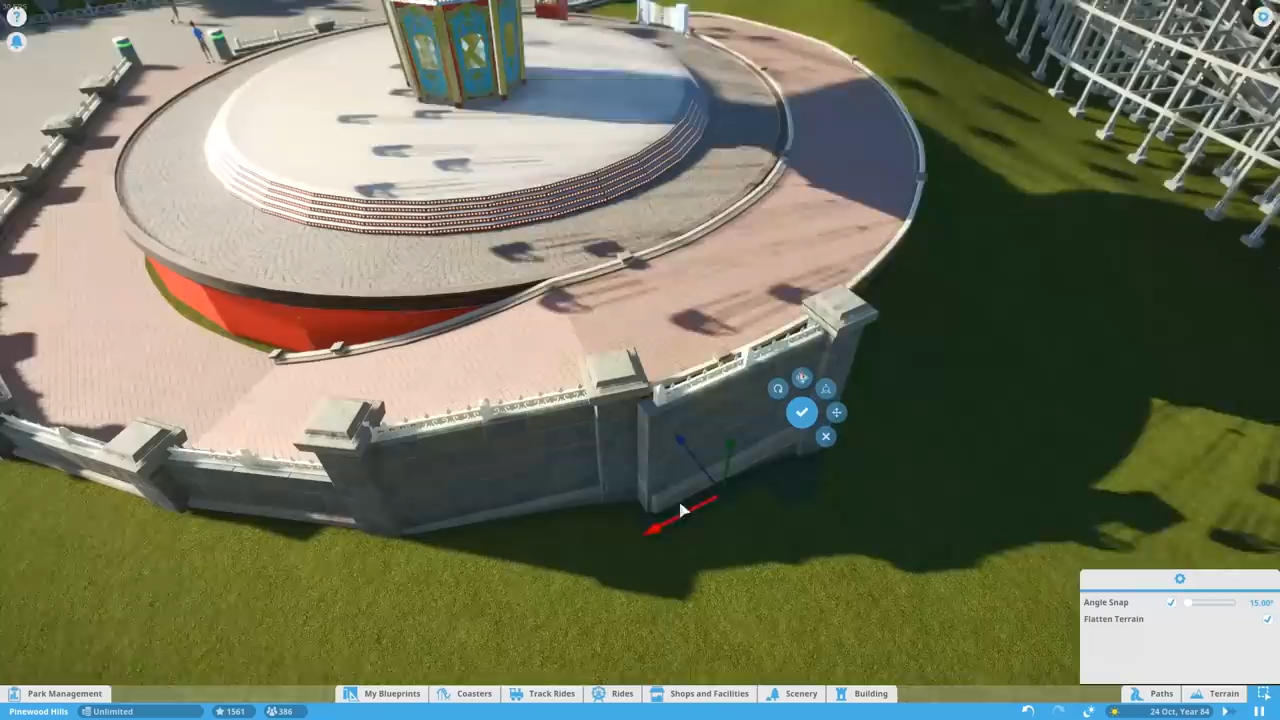 Angle Snap 15.00°
Flatten Terrain
Park Management My Blueprints Coasters Track Rides Rides Shops and Facilities Scenery Building Paths Terrain
Pinewood Hills Unlimited 1561 386 24 Oct, Year 84